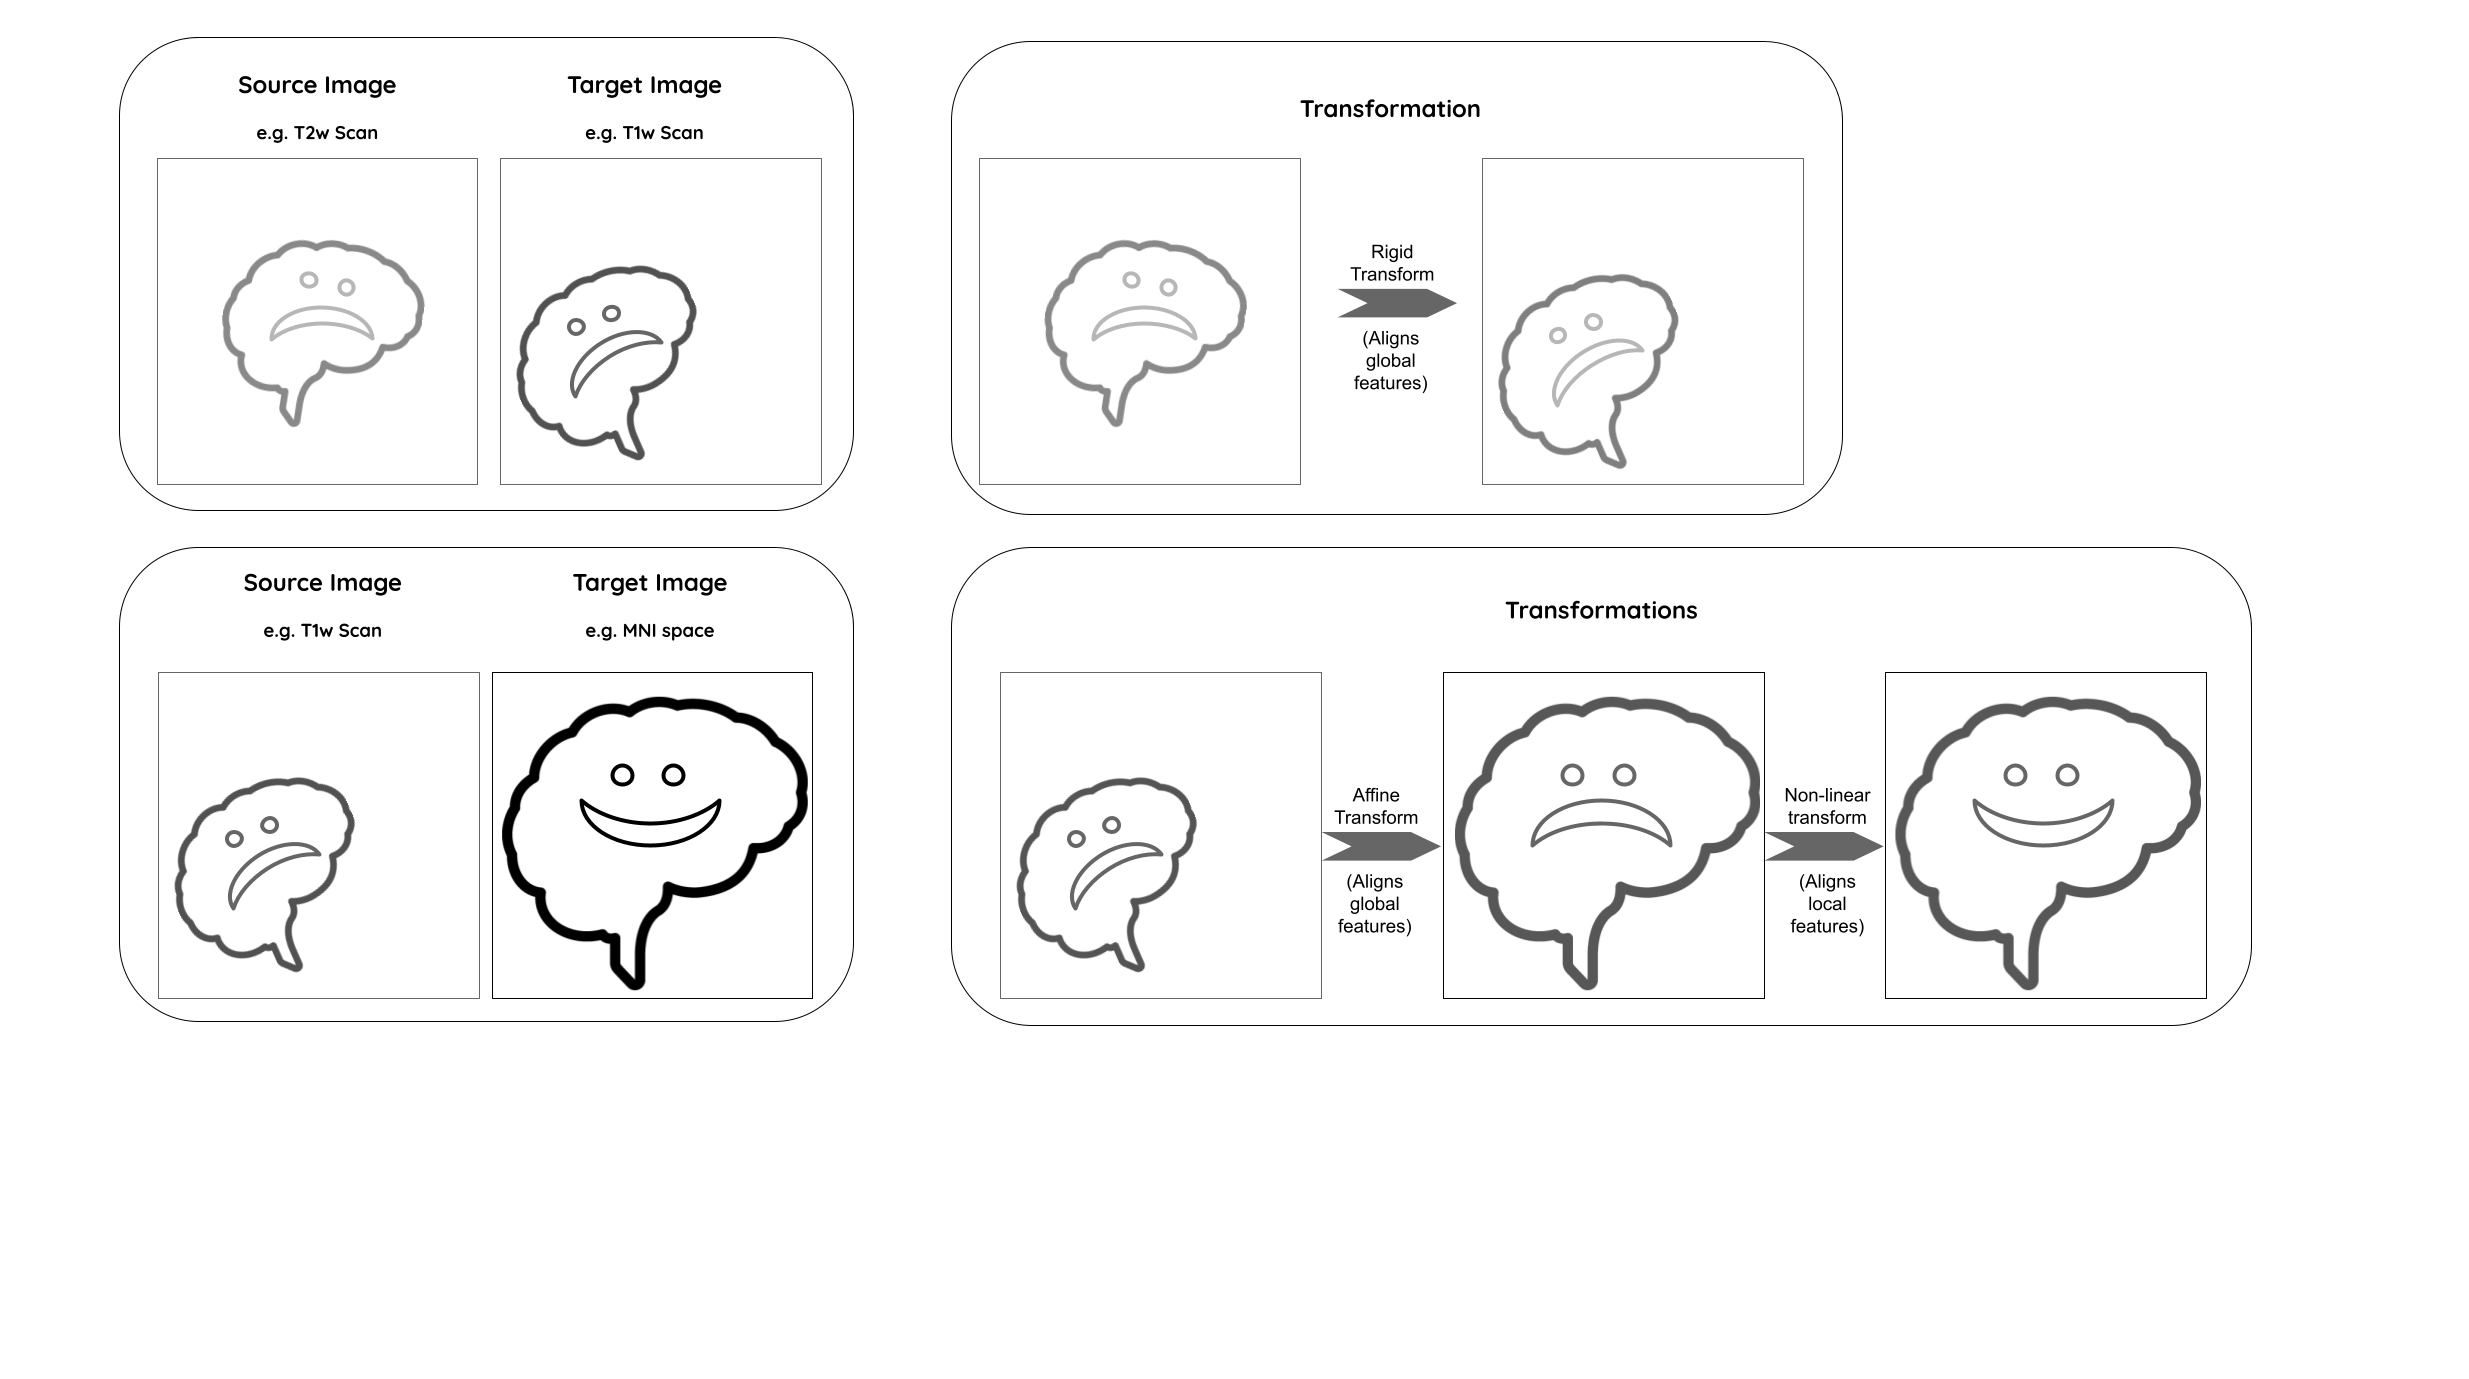 Source Image
Target Image
e.g. T2w Scan
e.g. T1w Scan
Transformation
Rigid
Transform
(Aligns
global
features)
Source Image
Target Image
e.g. T1w Scan
e.g. MNI space
Transformations
Affine
Transform
(Aligns
global
features)
Non-linear
transform
(Aligns
local
features)